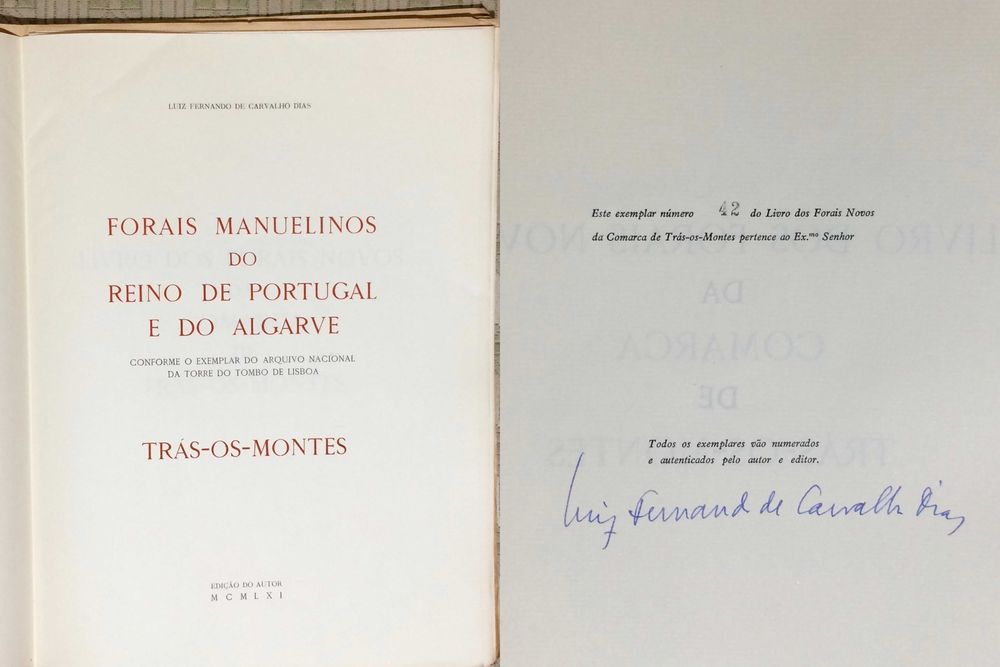 LUIZ FERNANDO DE CARVALHO DIAS
FORAIS MANUELINOS
DO
REINO DE PORTUGAL
E DO ALGARVE
CONFORME O EXEMPLAR DO ARQUIVO NACIONAL
DA TORRE DO TOMBO DE LISBOA
TRÁS-OS-MONTES
EDIÇÃO DO AUTOR
MCMLXI
Este exemplar número 42 do Livro dos Forais Novos
da Comarca de Trás-os-Montes pertence ao Ex.mo Senhor
Todos os exemplares vão numerados
e autenticados pelo autor e editor.
Luiz Fernand de Carvalh Dias